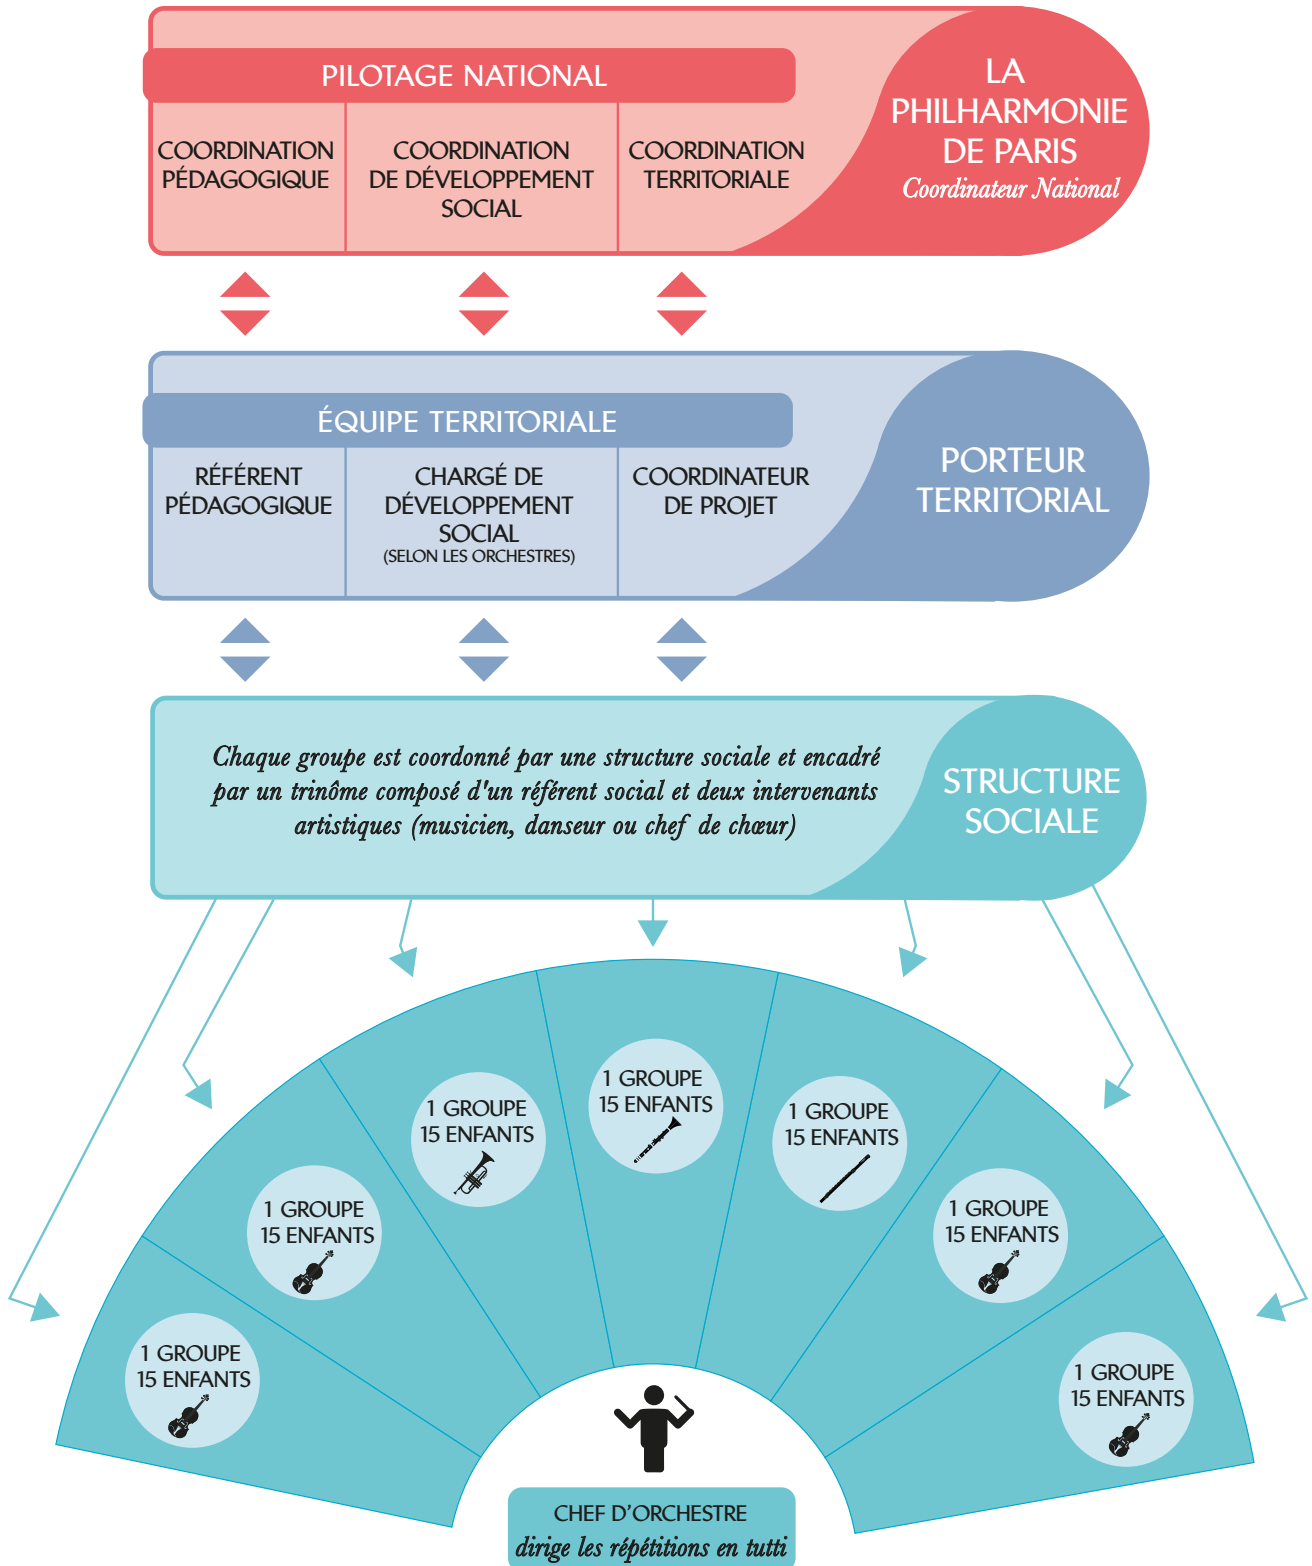 PILOTAGE NATIONAL
COORDINATION
PÉDAGOGIQUE
COORDINATION
DE DÉVELOPPEMENT
SOCIAL
COORDINATION
TERRITORIALE
LA
PHILHARMONIE
DE PARIS
Coordinateur National
ÉQUIPE TERRITORIALE
RÉFÉRENT
PÉDAGOGIQUE
CHARGÉ DE
DÉVELOPPEMENT
SOCIAL
(SELON LES ORCHESTRES)
COORDINATEUR
DE PROJET
PORTEUR
TERRITORIAL
Chaque groupe est coordonné par une structure sociale et encadré
par un trinôme composé d'un référent social et deux intervenants
artistiques (musicien, danseur ou chef de chœur)
STRUCTURE
SOCIALE
1 GROUPE
15 ENFANTS
1 GROUPE
15 ENFANTS
1 GROUPE
15 ENFANTS
1 GROUPE
15 ENFANTS
1 GROUPE
15 ENFANTS
1 GROUPE
15 ENFANTS
1 GROUPE
15 ENFANTS
CHEF D'ORCHESTRE
dirige les répétitions en tutti